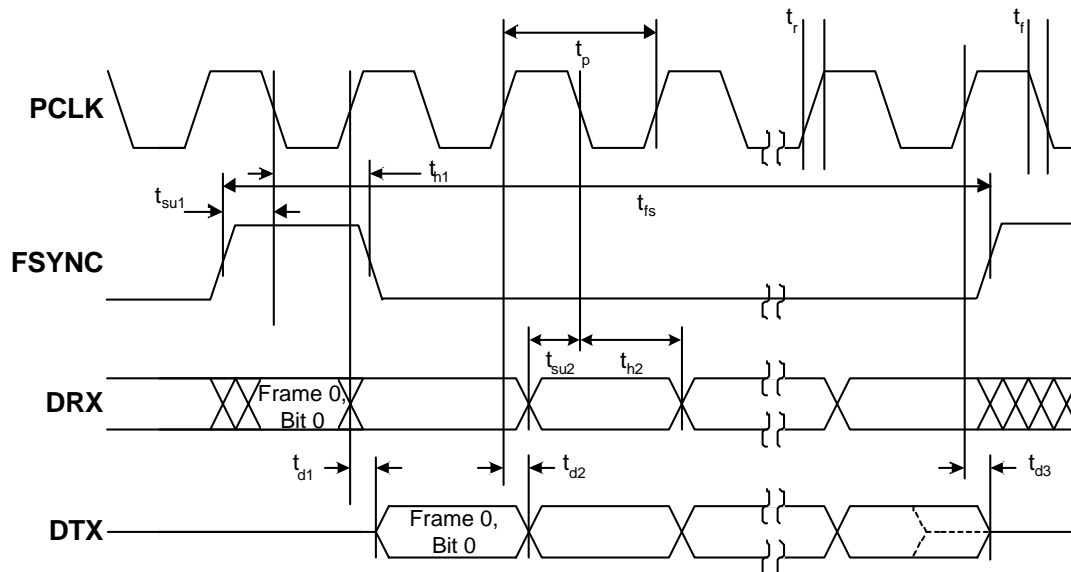 t_r
t_f
t_p
PCLK
t_h1
t_su1
t_fs
FSYNC
t_su2
t_h2
DRX
Frame 0,
Bit 0
t_d1
t_d2
t_d3
DTX
Frame 0,
Bit 0